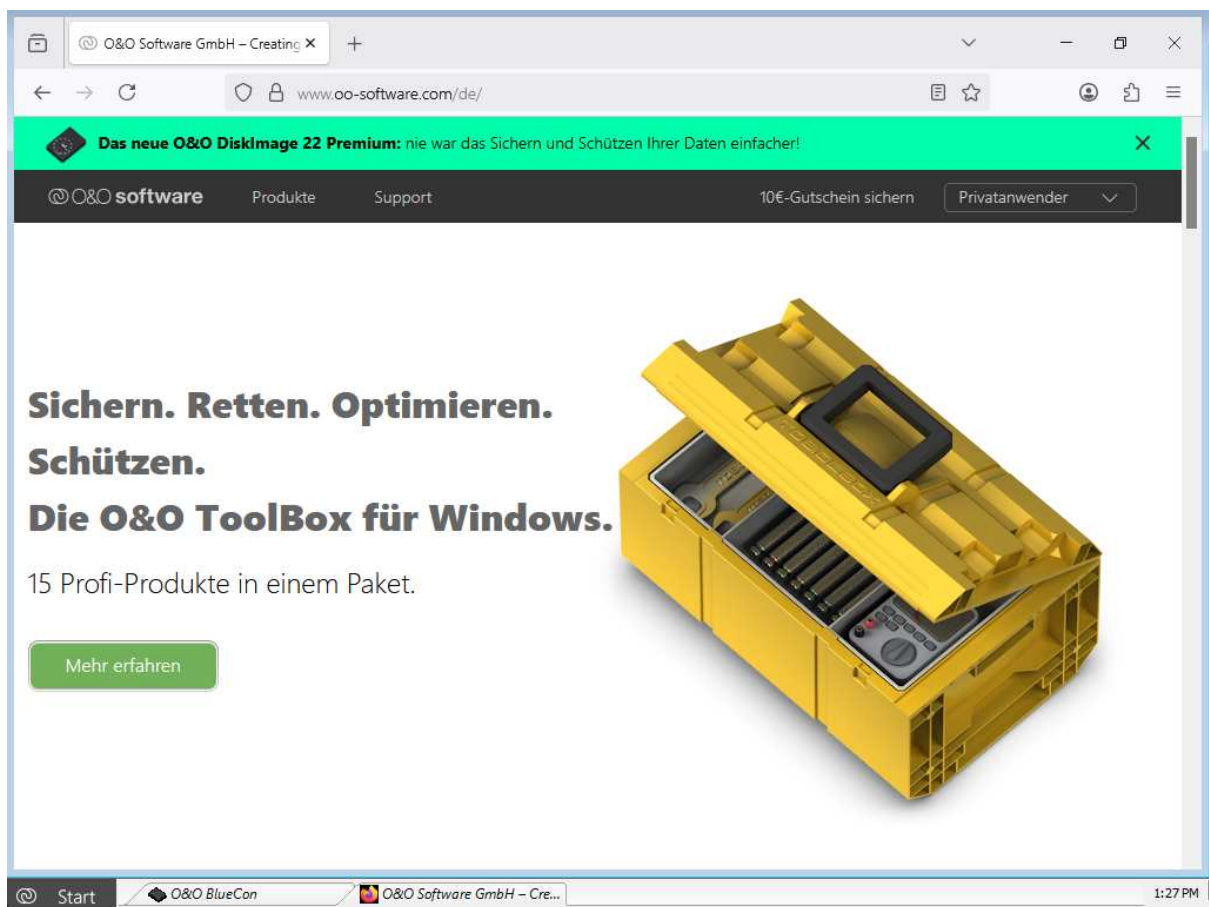 O&O Software GmbH – Creating
www.oo-software.com/de/
Das neue O&O DiskImage 22 Premium: nie war das Sichern und Schützen Ihrer Daten einfacher!
O&O software Produkte Support 10€-Gutschein sichern Privatanwender
TOOLBOX
Sichern. Retten. Optimieren.
Schützen.
Die O&O ToolBox für Windows.
15 Profi-Produkte in einem Paket.
Mehr erfahren
Start O&O BlueCon O&O Software GmbH – Cre... 1:27 PM